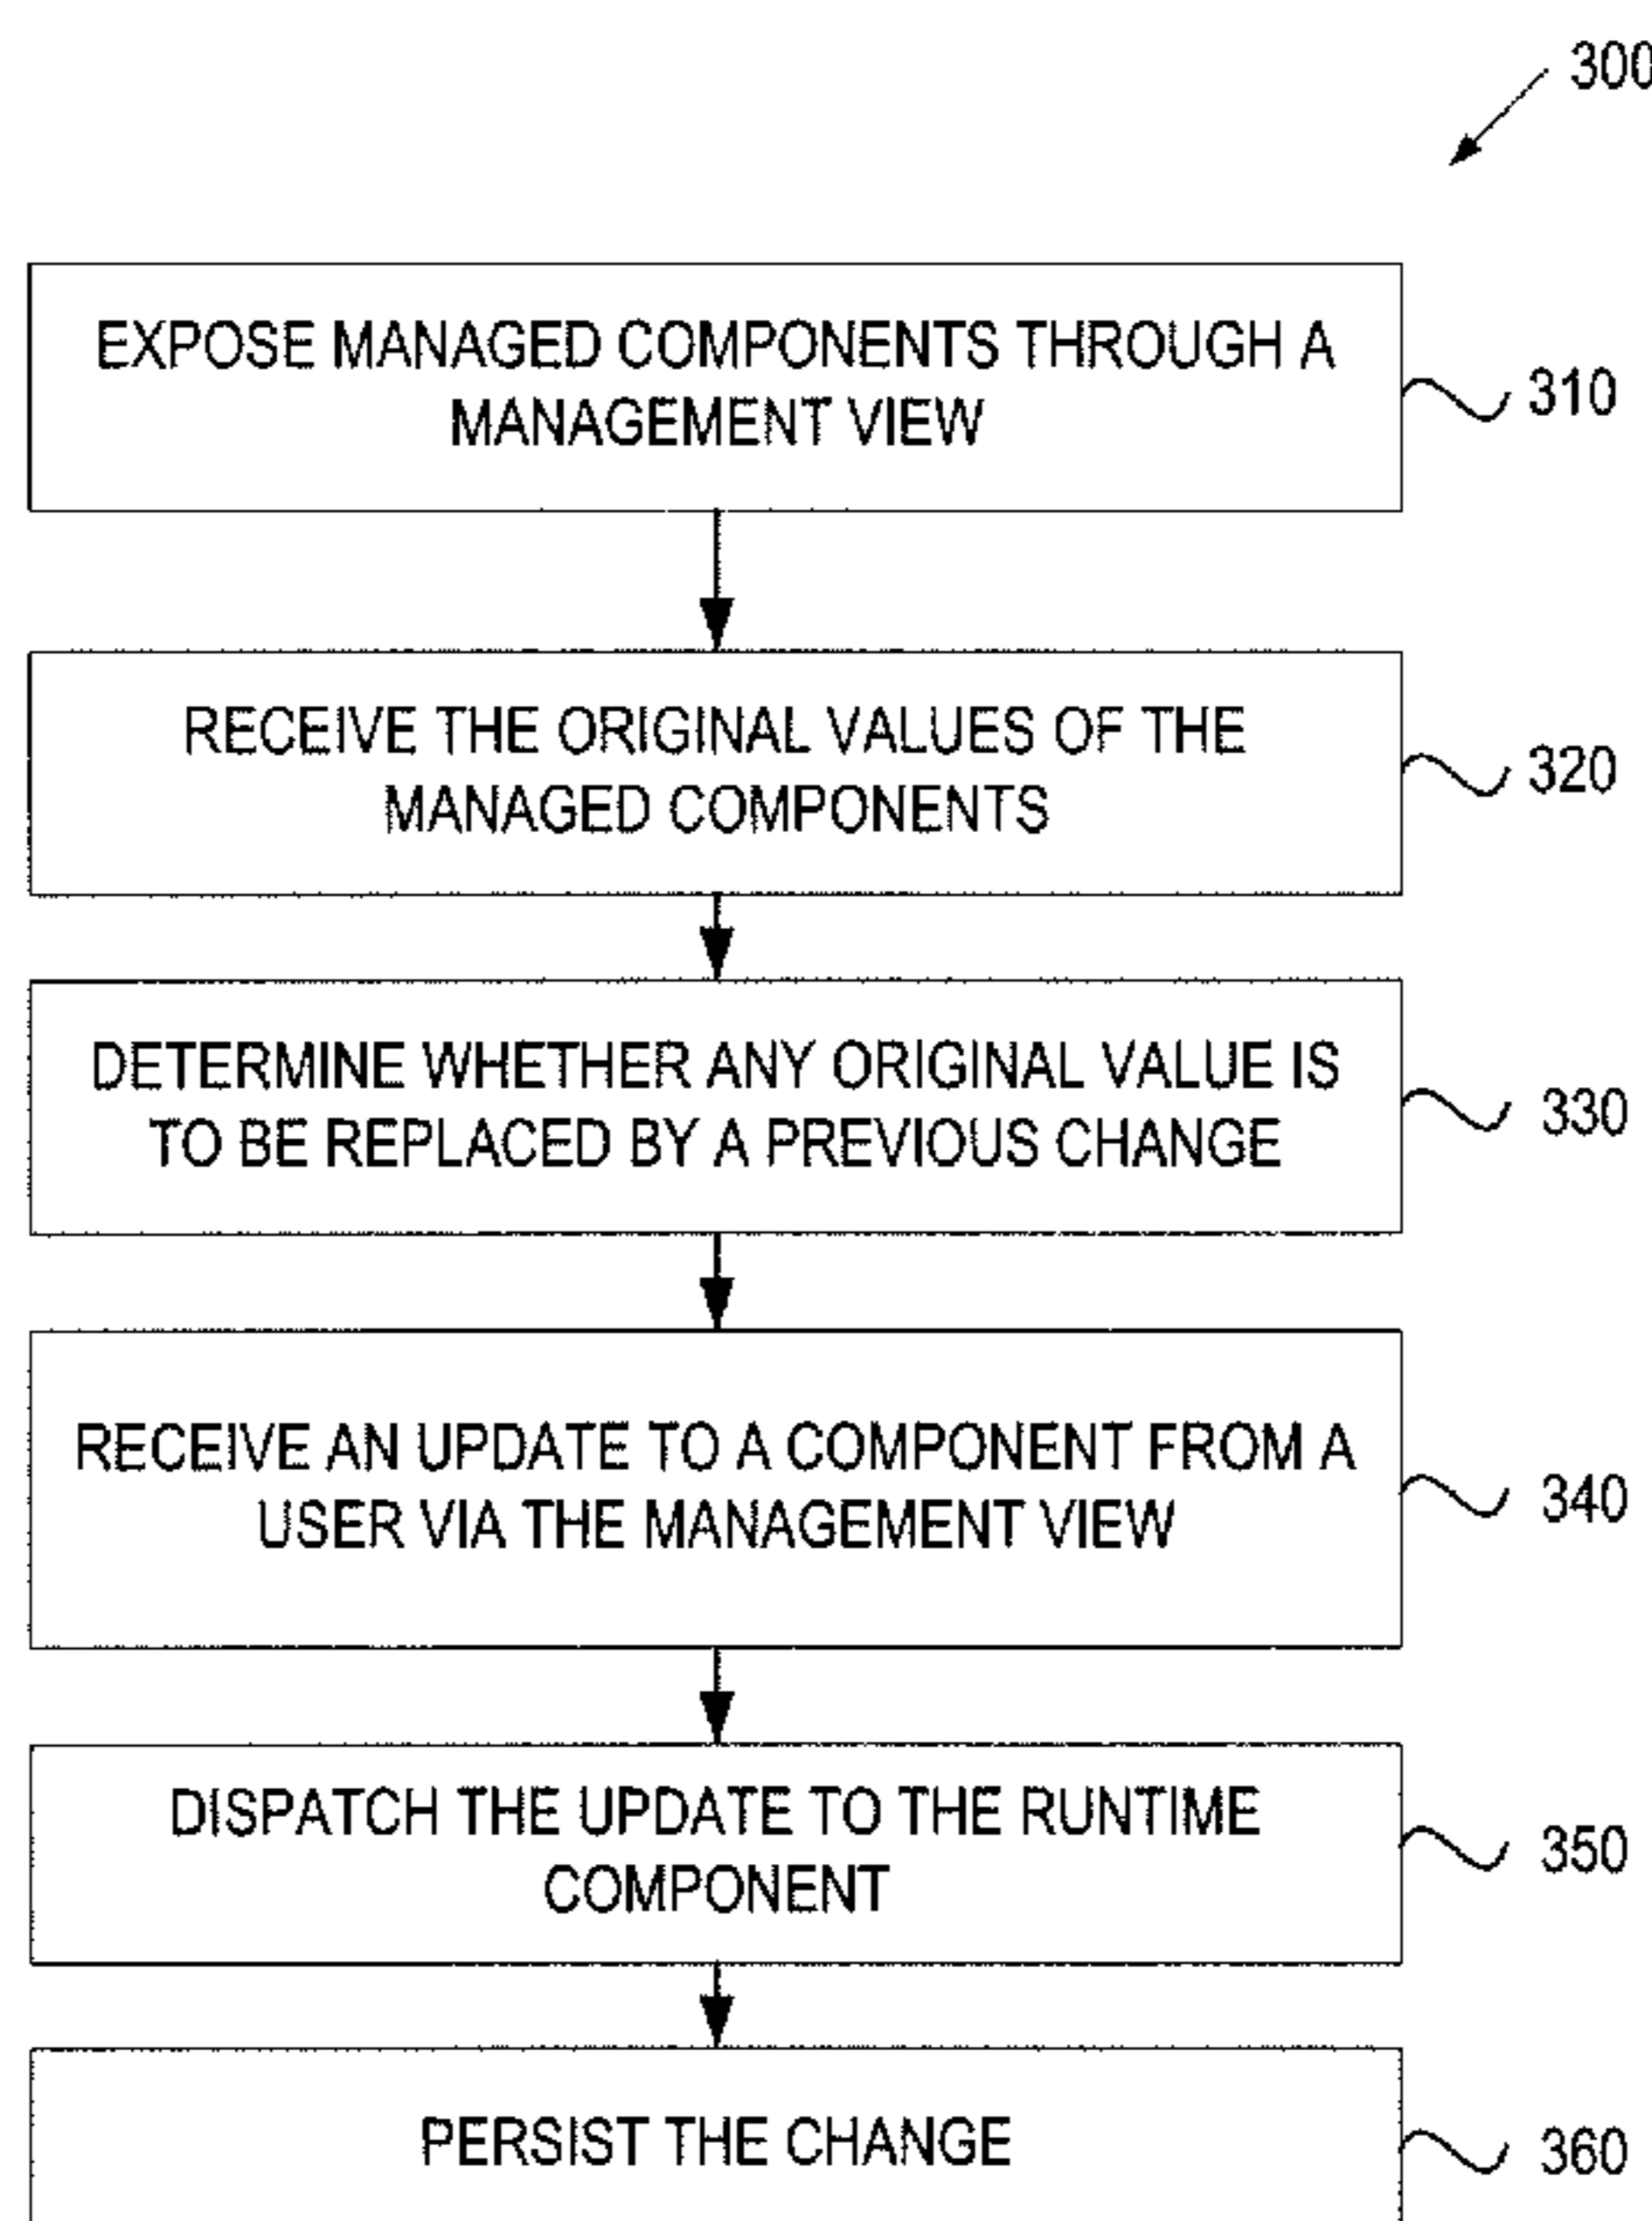 300
EXPOSE MANAGED COMPONENTS THROUGH A
MANAGEMENT VIEW
310
RECEIVE THE ORIGINAL VALUES OF THE
MANAGED COMPONENTS
320
DETERMINE WHETHER ANY ORIGINAL VALUE IS
TO BE REPLACED BY A PREVIOUS CHANGE
330
RECEIVE AN UPDATE TO A COMPONENT FROM A
USER VIA THE MANAGEMENT VIEW
340
DISPATCH THE UPDATE TO THE RUNTIME
COMPONENT
350
PERSIST THE CHANGE
360